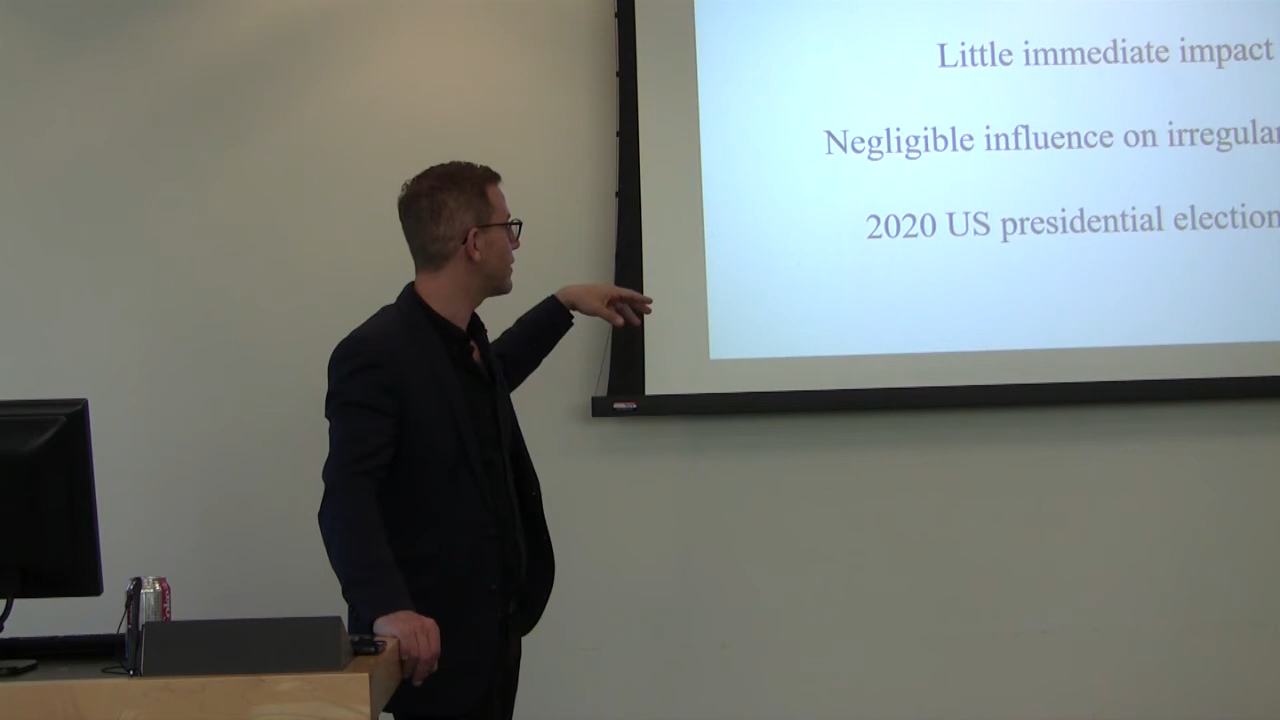 Little immediate impact
Negligible influence on irregular
2020 US presidential election